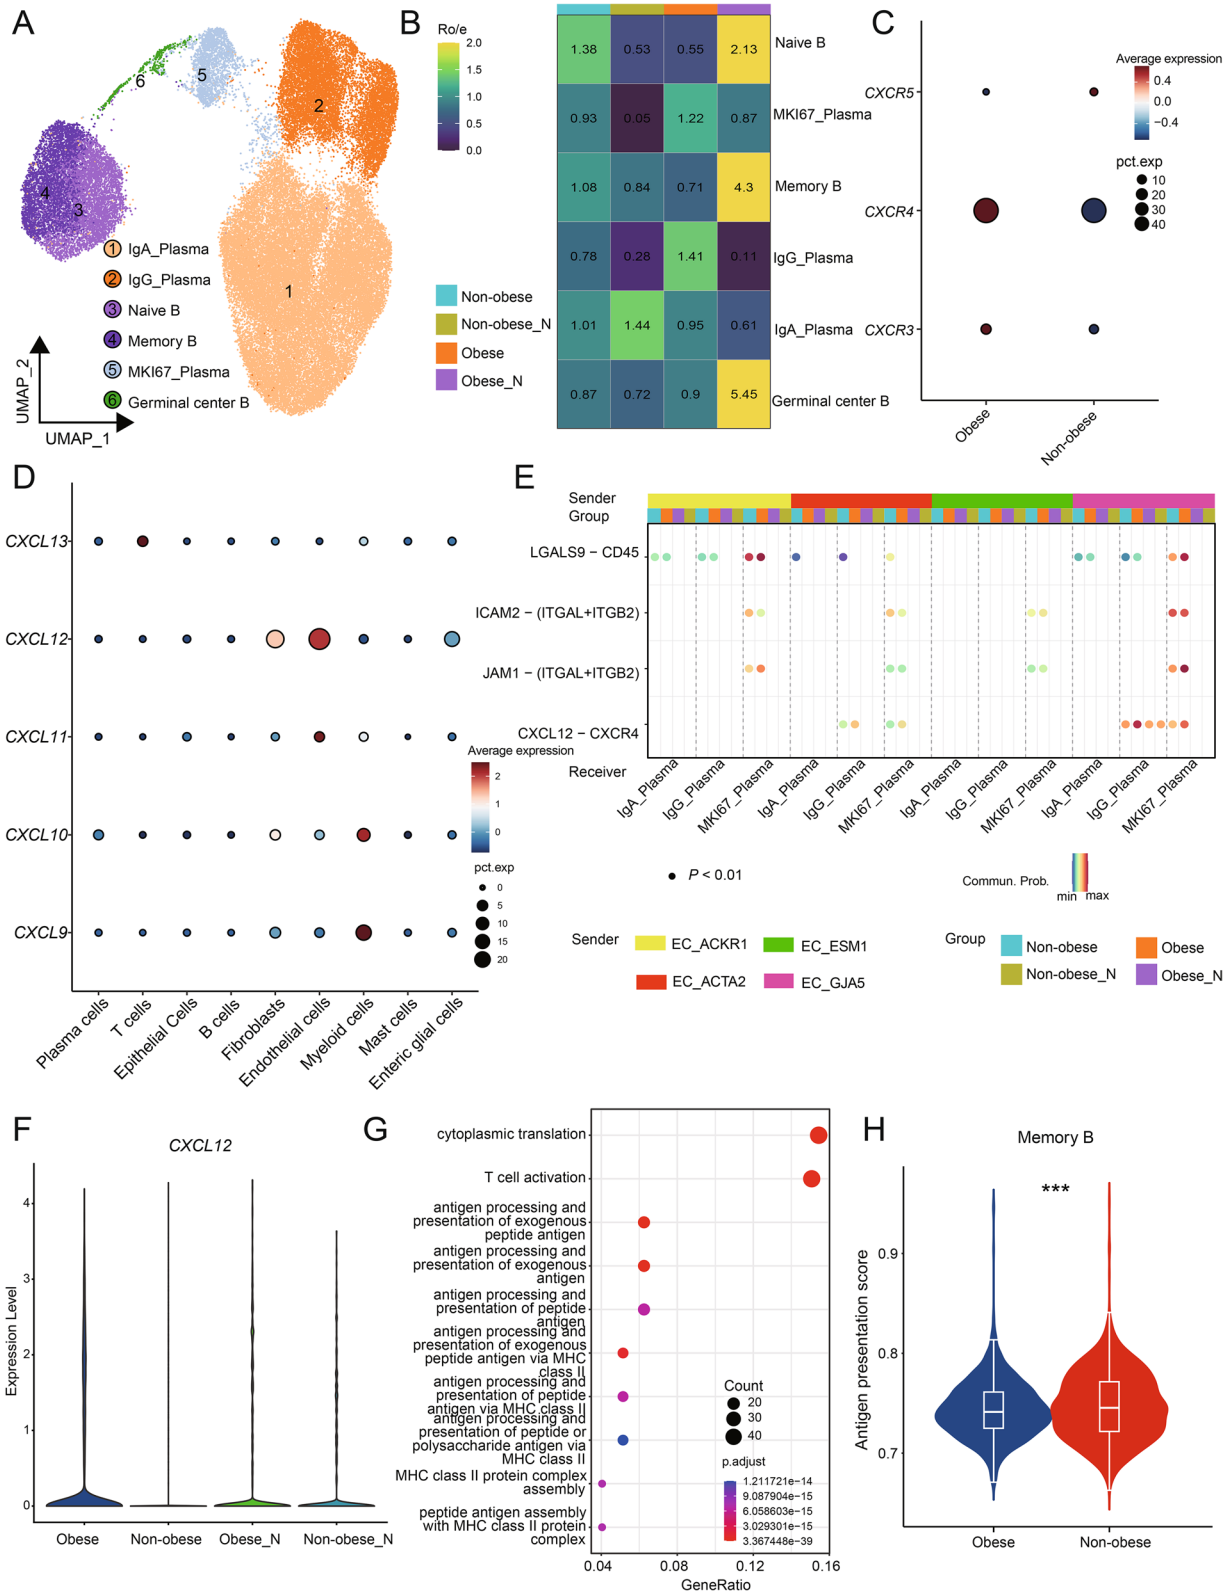 A
1
2
3
4
5
6
1 IgA_Plasma
2 IgG_Plasma
3 Naive B
4 Memory B
5 MKI67_Plasma
6 Germinal center B
UMAP_2
UMAP_1
B
Ro/e
2.0
1.5
1.0
0.5
0.0
Non-obese
Non-obese_N
Obese
Obese_N
1.38 0.53 0.55 2.13 Naive B
0.93 0.05 1.22 0.87 MKI67_Plasma
1.08 0.84 0.71 4.3 Memory B
0.78 0.28 1.41 0.11 IgG_Plasma
1.01 1.44 0.95 0.61 IgA_Plasma
0.87 0.72 0.9 5.45 Germinal center B
C
CXCR5
CXCR4
CXCR3
Obese
Non-obese
Average expression
0.4
0.0
−0.4
pct.exp
10
20
30
40
D
CXCL13
CXCL12
CXCL11
CXCL10
CXCL9
Plasma cells
T cells
Epithelial Cells
B cells
Fibroblasts
Endothelial cells
Myeloid cells
Mast cells
Enteric glial cells
Average expression
2
1
0
pct.exp
0
5
10
15
20
E
Sender
Group
LGALS9 − CD45
ICAM2 − (ITGAL+ITGB2)
JAM1 − (ITGAL+ITGB2)
CXCL12 − CXCR4
Receiver
IgA_Plasma
IgG_Plasma
MKI67_Plasma
IgA_Plasma
IgG_Plasma
MKI67_Plasma
IgA_Plasma
IgG_Plasma
MKI67_Plasma
IgA_Plasma
IgG_Plasma
MKI67_Plasma
P < 0.01
Commun. Prob.
min max
Sender
EC_ACKR1
EC_ESM1
EC_ACTA2
EC_GJA5
Group
Non-obese
Obese
Non-obese_N
Obese_N
F
CXCL12
Expression Level
4
3
2
1
0
Obese
Non-obese
Obese_N
Non-obese_N
G
cytoplasmic translation
T cell activation
antigen processing and
presentation of exogenous
peptide antigen
antigen processing and
presentation of exogenous
antigen
antigen processing and
presentation of peptide
antigen
antigen processing and
presentation of exogenous
peptide antigen via MHC
class II
antigen processing and
presentation of peptide
antigen via MHC class II
antigen processing and
presentation of peptide or
polysaccharide antigen via
MHC class II
MHC class II protein complex
assembly
peptide antigen assembly
with MHC class II protein
complex
Count
20
30
40
p.adjust
1.211721e−14
9.087904e−15
6.058603e−15
3.029301e−15
3.367448e−39
0.04
0.08
0.12
0.16
GeneRatio
H
Memory B
***
Antigen presentation score
0.9
0.8
0.7
Obese
Non-obese